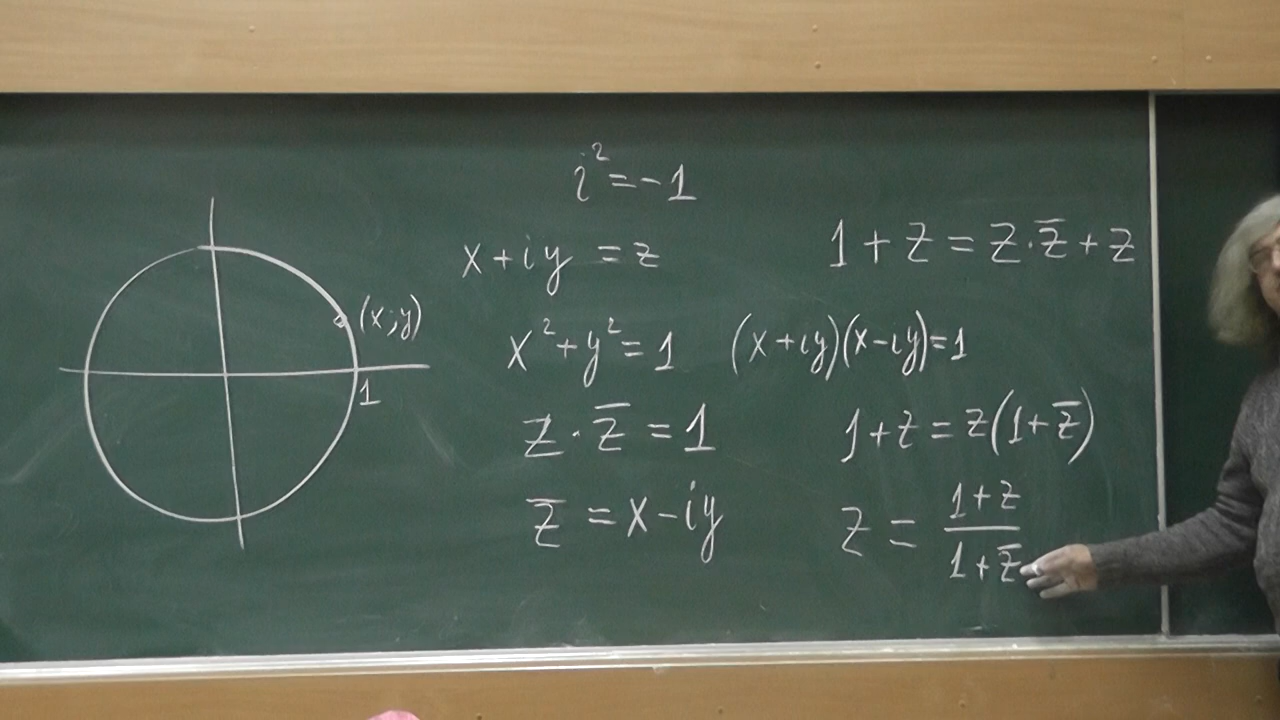 i² = -1
x + iy = z
1 + z = z · z̅ + z
(x; y)
x² + y² = 1
(x + iy)(x - iy) = 1
1
z · z̅ = 1
1 + z = z(1 + z̅)
z̅ = x - iy
z = (1 + z)/(1 + z̅)